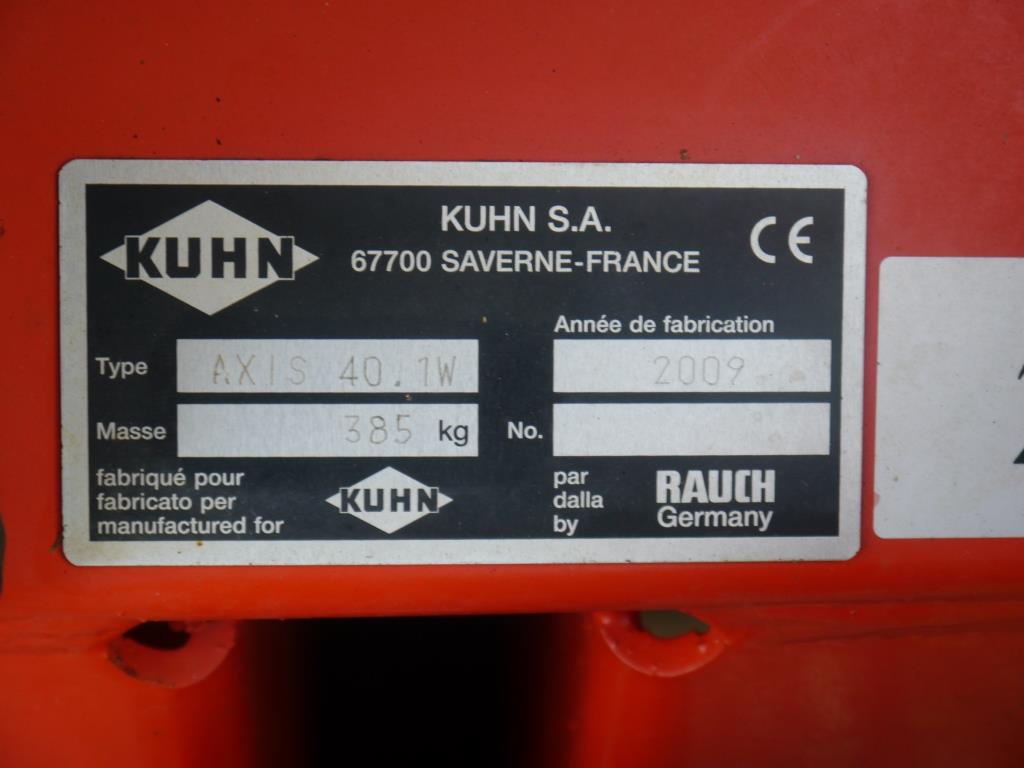 KUHN
KUHN S.A.
67700 SAVERNE-FRANCE
CE
Année de fabrication
Type AXIS 40.1W 2009
Masse 385 kg No.
fabriqué pour
fabricato per
manufactured for
KUHN
par
dalla
by
RAUCH
Germany